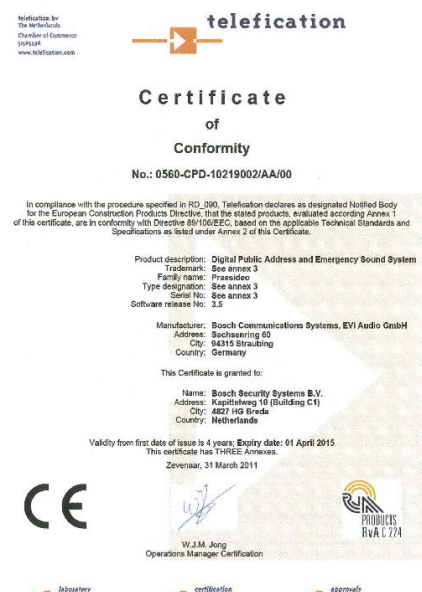 telefication bv
The Netherlands
Chamber of Commerce
51565536
www.telefication.com
telefication
Certificate
of
Conformity
No.: 0560-CPD-10219002/AA/00
In compliance with the procedure specified in RD_090, Telefication declares as designated Notified Body
for the European Construction Products Directive, that the stated products, evaluated according Annex 1
of this certificate, are in conformity with Directive 89/106/EEC, based on the applicable Technical Standards and
Specifications as listed under Annex 2 of this Certificate.
Product description: Digital Public Address and Emergency Sound System
Trademark: See annex 3
Family name: Praesideo
Type designation: See annex 3
Serial No: See annex 3
Software release No: 3.5
Manufacturer: Bosch Communications Systems, EVI Audio GmbH
Address: Sachsenring 60
City: 94315 Straubing
Country: Germany
This Certificate is granted to:
Name: Bosch Security Systems B.V.
Address: Kapittelweg 10 (Building C1)
City: 4827 HG Breda
Country: Netherlands
Validity from first date of issue is 4 years; Expiry date: 01 April 2015
This certificate has THREE Annexes.
Zevenaar, 31 March 2011
CE
PRODUCTS
RvA C 224
W.J.M. Jong
Operations Manager Certification
laboratory certification approvals